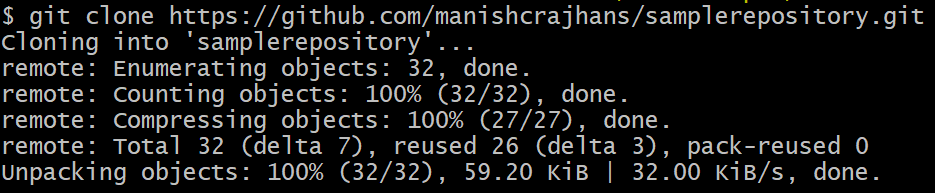 $ git clone https://github.com/manishcrajhans/samplerepository.git
Cloning into 'samplerepository'...
remote: Enumerating objects: 32, done.
remote: Counting objects: 100% (32/32), done.
remote: Compressing objects: 100% (27/27), done.
remote: Total 32 (delta 7), reused 26 (delta 3), pack-reused 0
Unpacking objects: 100% (32/32), 59.20 KiB | 32.00 KiB/s, done.